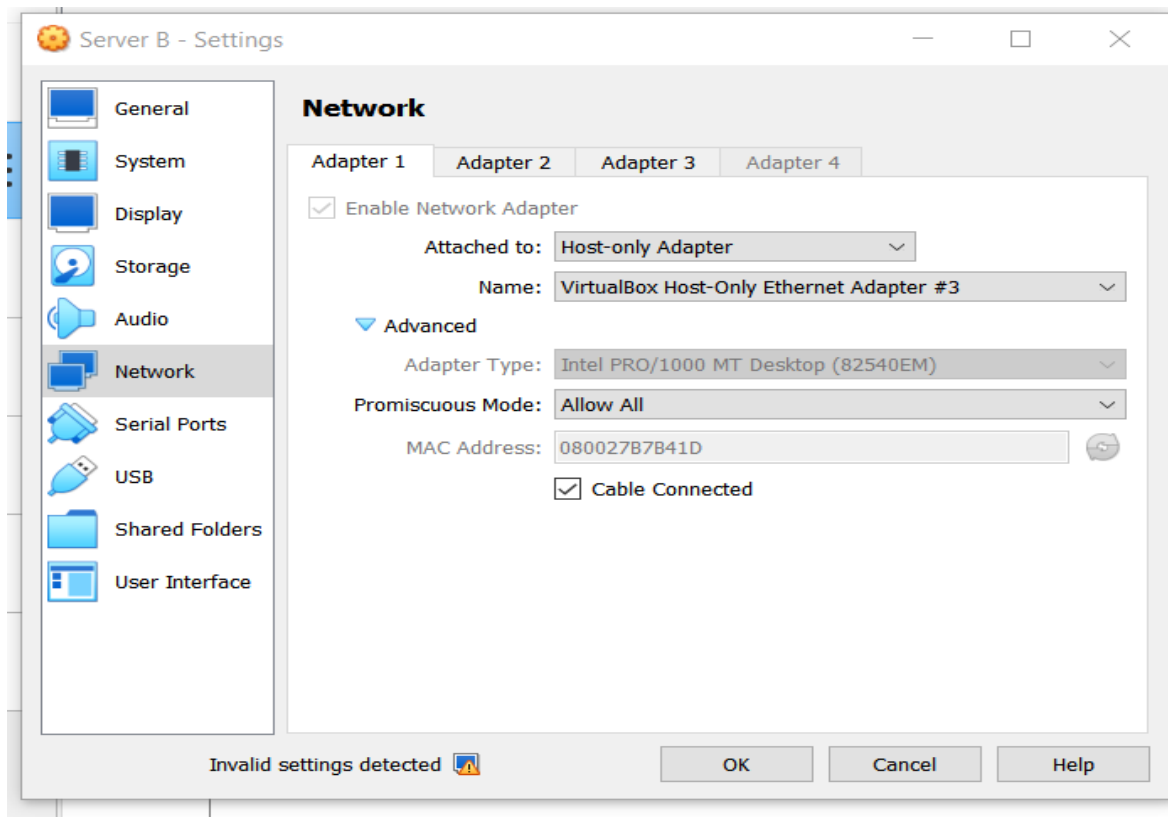 Server B - Settings
General
System
Display
Storage
Audio
Network
Serial Ports
USB
Shared Folders
User Interface
Network
Adapter 1 Adapter 2 Adapter 3 Adapter 4
Enable Network Adapter
Attached to: Host-only Adapter
Name: VirtualBox Host-Only Ethernet Adapter #3
Advanced
Adapter Type: Intel PRO/1000 MT Desktop (82540EM)
Promiscuous Mode: Allow All
MAC Address: 080027B7B41D
Cable Connected
Invalid settings detected OK Cancel Help